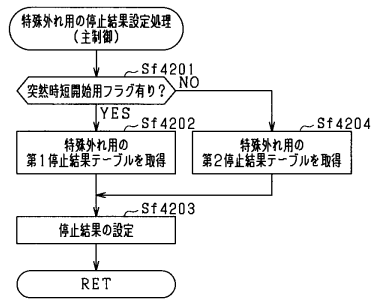 特殊外れ用の停止結果設定処理
(主制御)
Sf4201
突然時短開始用フラグ有り?
NO
YES
Sf4202
特殊外れ用の
第1停止結果テーブルを取得
Sf4204
特殊外れ用の
第2停止結果テーブルを取得
Sf4203
停止結果の設定
RET